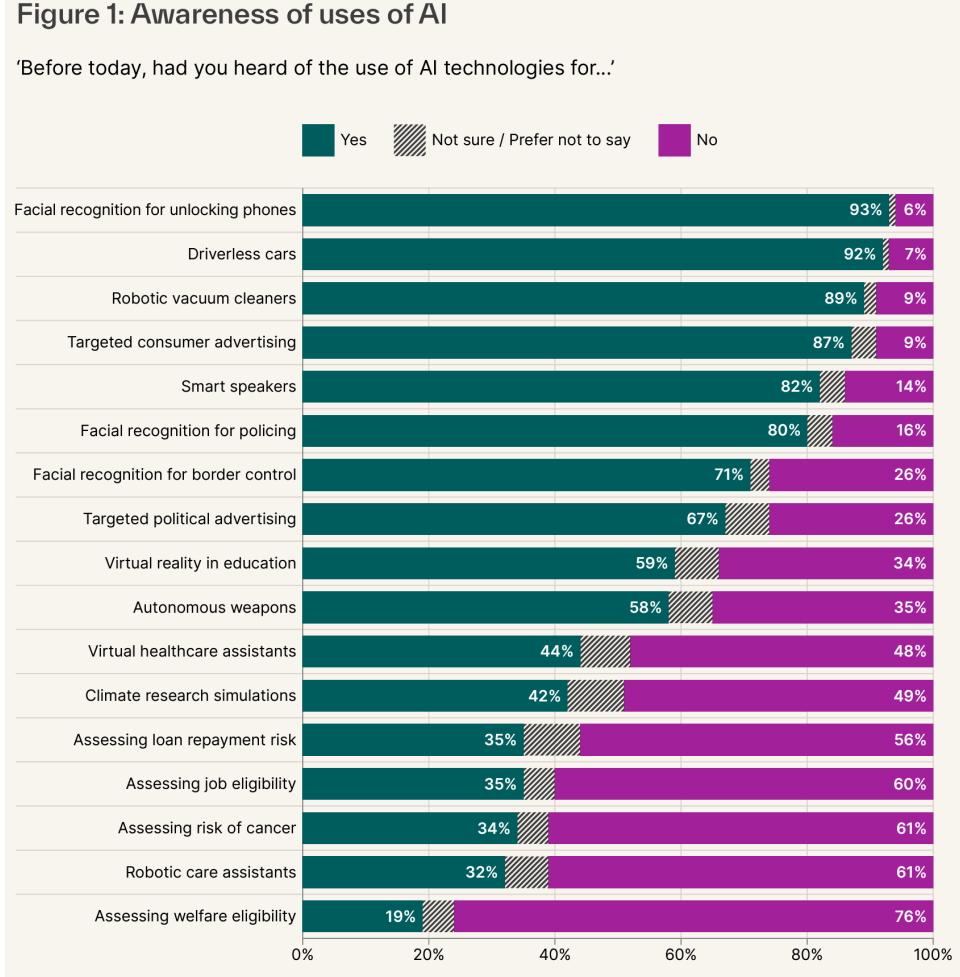 Figure 1: Awareness of uses of AI
‘Before today, had you heard of the use of AI technologies for...’
Yes Not sure / Prefer not to say No
Facial recognition for unlocking phones 93% 6%
Driverless cars 92% 7%
Robotic vacuum cleaners 89% 9%
Targeted consumer advertising 87% 9%
Smart speakers 82% 14%
Facial recognition for policing 80% 16%
Facial recognition for border control 71% 26%
Targeted political advertising 67% 26%
Virtual reality in education 59% 34%
Autonomous weapons 58% 35%
Virtual healthcare assistants 44% 48%
Climate research simulations 42% 49%
Assessing loan repayment risk 35% 56%
Assessing job eligibility 35% 60%
Assessing risk of cancer 34% 61%
Robotic care assistants 32% 61%
Assessing welfare eligibility 19% 76%
0% 20% 40% 60% 80% 100%